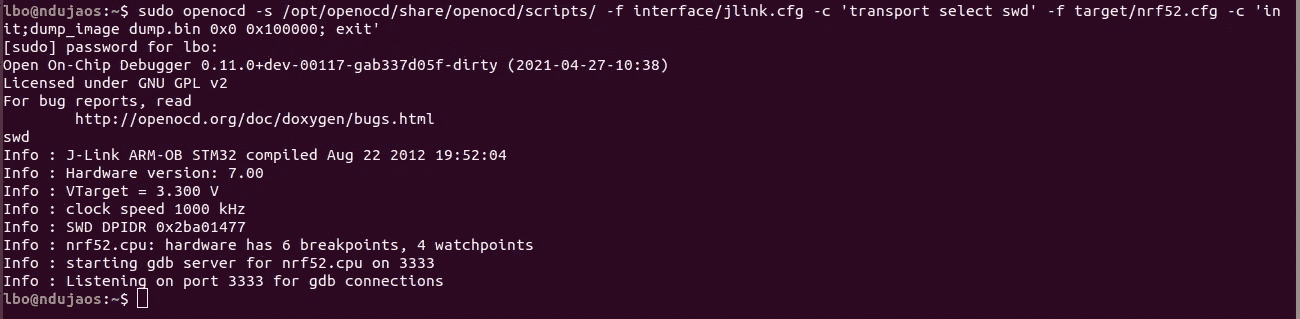 lbo@ndujaos:~$ sudo openocd -s /opt/openocd/share/openocd/scripts/ -f interface/jlink.cfg -c 'transport select swd' -f target/nrf52.cfg -c 'in
it;dump_image dump.bin 0x0 0x100000; exit'
[sudo] password for lbo:
Open On-Chip Debugger 0.11.0+dev-00117-gab337d05f-dirty (2021-04-27-10:38)
Licensed under GNU GPL v2
For bug reports, read
        http://openocd.org/doc/doxygen/bugs.html
swd
Info : J-Link ARM-OB STM32 compiled Aug 22 2012 19:52:04
Info : Hardware version: 7.00
Info : VTarget = 3.300 V
Info : clock speed 1000 kHz
Info : SWD DPIDR 0x2ba01477
Info : nrf52.cpu: hardware has 6 breakpoints, 4 watchpoints
Info : starting gdb server for nrf52.cpu on 3333
Info : Listening on port 3333 for gdb connections
lbo@ndujaos:~$